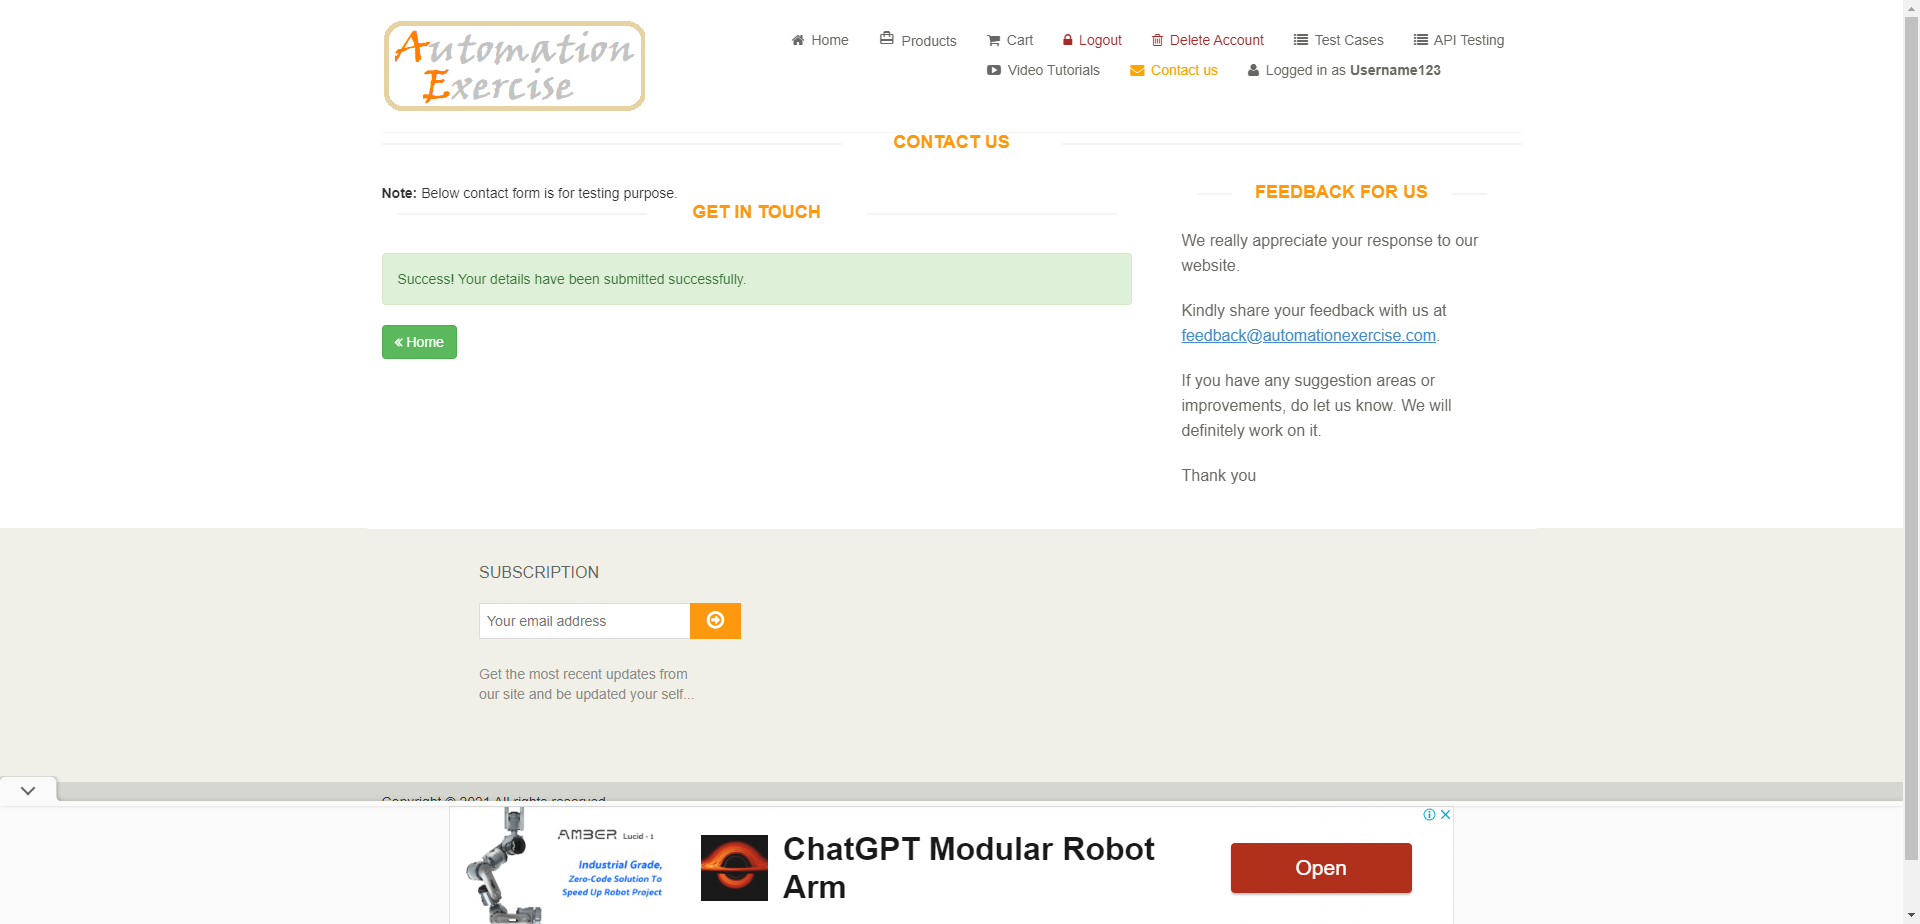 Automation
Exercise
Home
Products
Cart
Logout
Delete Account
Test Cases
API Testing
Video Tutorials
Contact us
Logged in as Username123
CONTACT US
Note: Below contact form is for testing purpose.
GET IN TOUCH
Success! Your details have been submitted successfully.
« Home
FEEDBACK FOR US
We really appreciate your response to our
website.
Kindly share your feedback with us at
feedback@automationexercise.com.
If you have any suggestion areas or
improvements, do let us know. We will
definitely work on it.
Thank you
SUBSCRIPTION
Your email address
Get the most recent updates from
our site and be updated your self...
Copyright © 2021 All rights reserved
AMBER Lucid - 1
Industrial Grade,
Zero-Code Solution To
Speed Up Robot Project
ChatGPT Modular Robot
Arm
Open